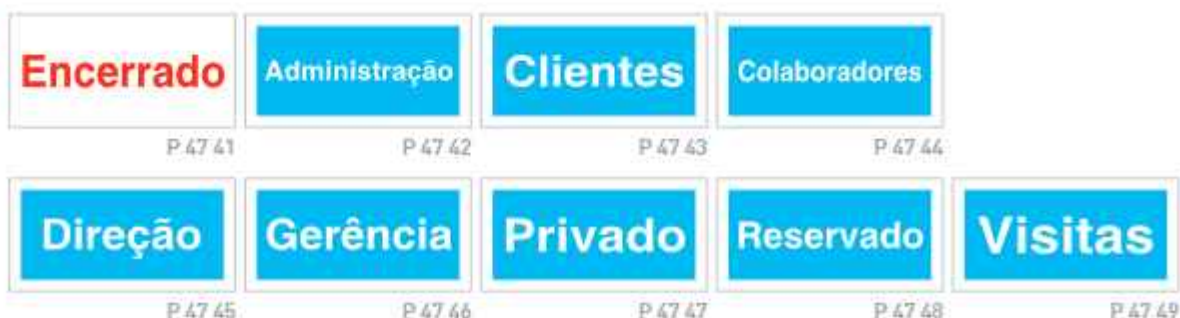 Encerrado Administração Clientes Colaboradores
P 47 41 P 47 42 P 47 43 P 47 44
Direção Gerência Privado Reservado Visitas
P 47 45 P 47 46 P 47 47 P 47 48 P 47 49